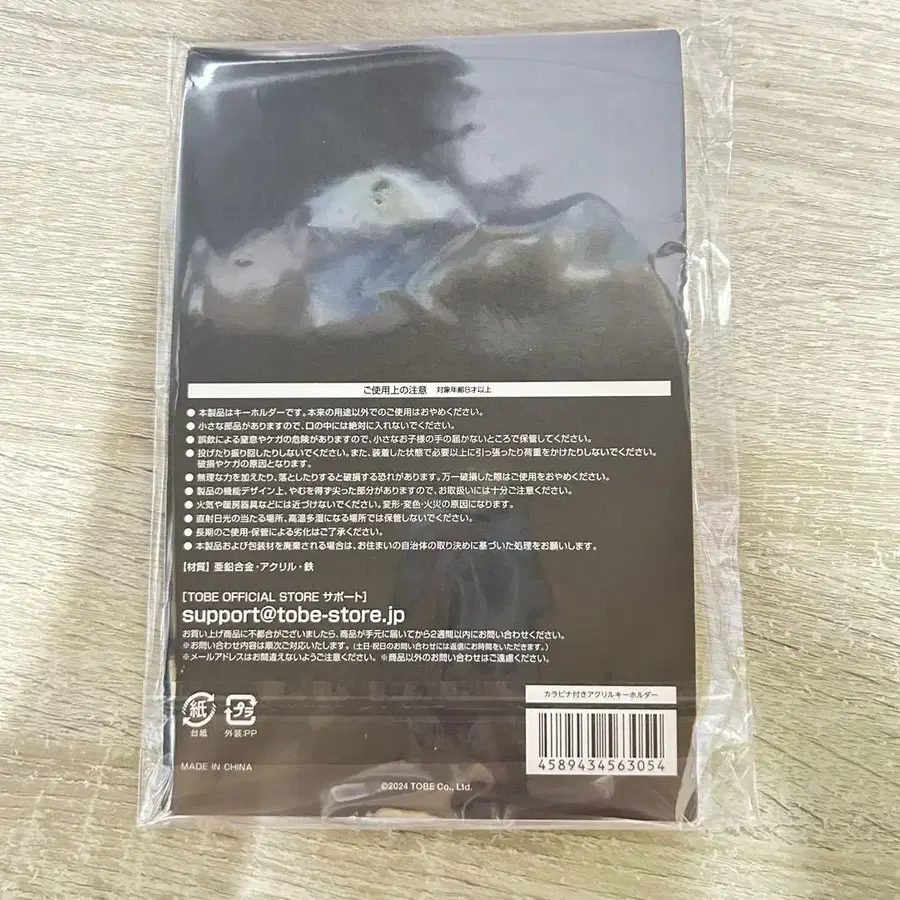 ご使用上の注意 対象年齢8才以上
● 本製品はキーホルダーです。本来の用途以外でのご使用はおやめください。
● 小さな部品がありますので、口の中には絶対に入れないでください。
● 誤飲による窒息やケガの危険がありますので、小さなお子様の手の届かないところで保管してください。
● 投げたり振り回したりしないでください。また、装着した状態で必要以上に引っ張ったり荷重をかけたりしないでください。
破損やケガの原因となります。
● 無理な力を加えたり、落としたりすると破損する恐れがあります。万一破損した際はご使用をおやめください。
● 製品の機能デザイン上、やむを得ず尖った部分がありますので、お取扱いには十分ご注意ください。
● 火気や暖房器具などには近づけないでください。変形・変色・火災の原因になります。
● 直射日光の当たる場所、高温多湿になる場所では保管しないでください。
● 長期のご使用・保管による劣化はご了承ください。
● 本製品および包装材を廃棄される場合は、お住まいの自治体の取り決めに基づいた処理をお願いします。
【材質】亜鉛合金・アクリル・鉄
[TOBE OFFICIAL STORE サポート]
support@tobe-store.jp
お買い上げ商品に不都合がございましたら、商品が手元に届いてから2週間以内にお問い合わせください。
※お問い合わせ内容は順次ご対応いたします。(土日・祝日のお問い合わせには返信にお時間をいただきます。)
※メールアドレスはお間違えないようご注意ください。 ※商品以外のお問い合わせはご遠慮ください。
カラビナ付きアクリルキーホルダー
紙 プラ
台紙 外装:PP
4589434563054
MADE IN CHINA
©2024 TOBE Co., Ltd.